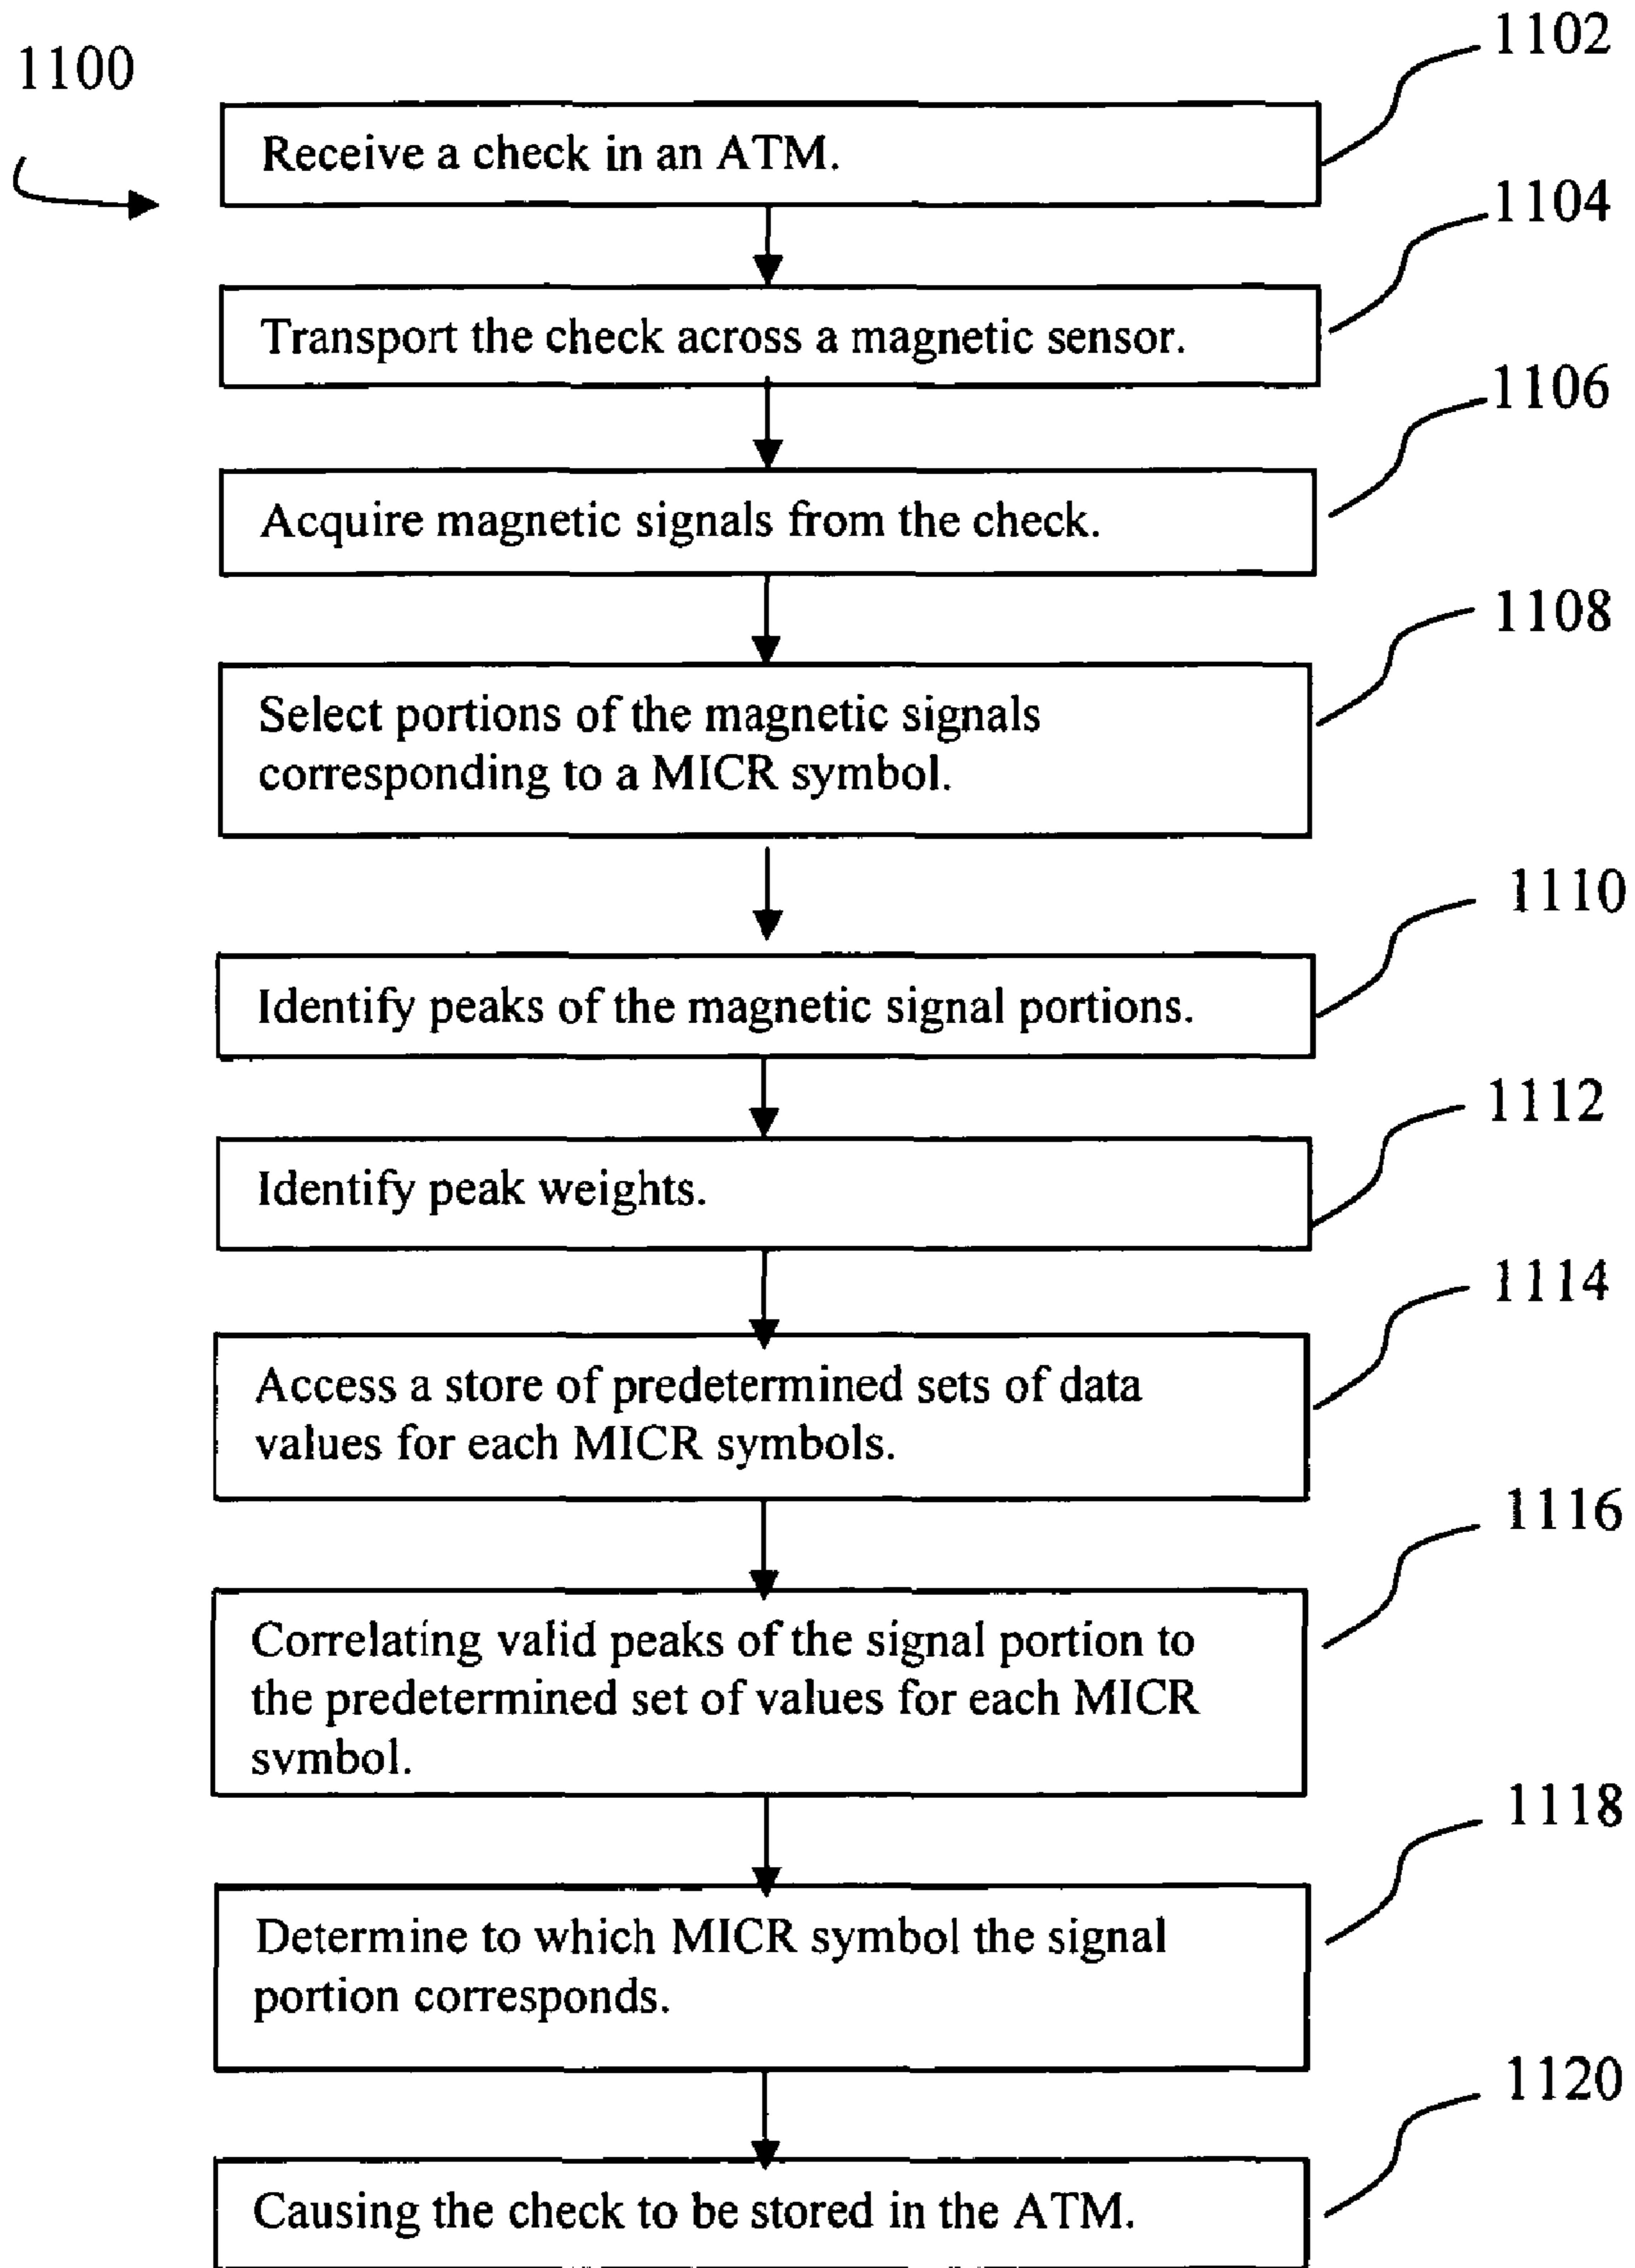 1100
1102
Receive a check in an ATM.
1104
Transport the check across a magnetic sensor.
1106
Acquire magnetic signals from the check.
1108
Select portions of the magnetic signals
corresponding to a MICR symbol.
1110
Identify peaks of the magnetic signal portions.
1112
Identify peak weights.
1114
Access a store of predetermined sets of data
values for each MICR symbols.
1116
Correlating valid peaks of the signal portion to
the predetermined set of values for each MICR
symbol.
1118
Determine to which MICR symbol the signal
portion corresponds.
1120
Causing the check to be stored in the ATM.